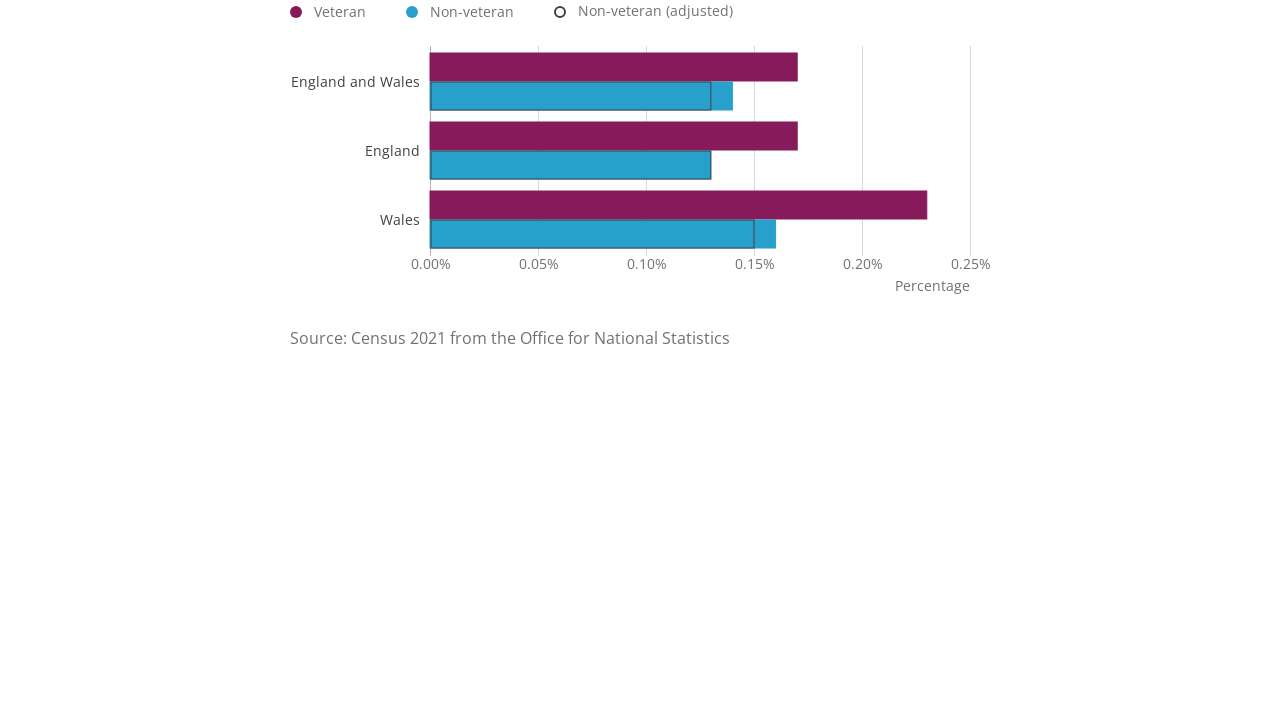 Veteran Non-veteran Non-veteran (adjusted)
England and Wales
England
Wales
0.00% 0.05% 0.10% 0.15% 0.20% 0.25%
Percentage
Source: Census 2021 from the Office for National Statistics